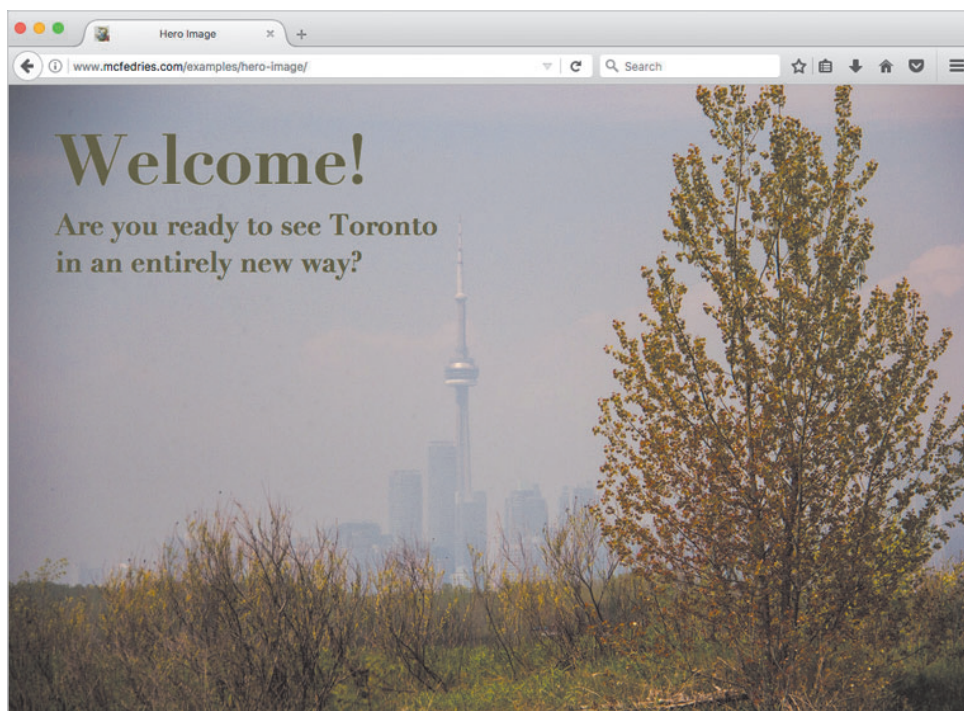 Hero Image
www.mcfedries.com/examples/hero-image/
Search
Welcome!
Are you ready to see Toronto
in an entirely new way?